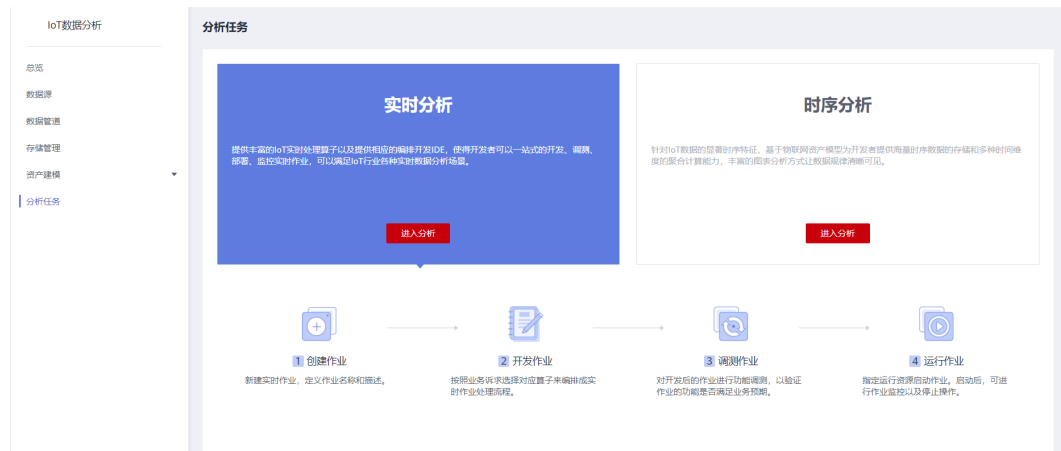 IoT数据分析
总览
数据源
数据管道
存储管理
资产建模
分析任务
分析任务
实时分析
提供丰富的IoT实时处理算子以及提供相应的编排开发IDE，使得开发者可以一站式的开发、调测、
部署、监控实时作业，可以满足IoT行业各种实时数据分析场景。
进入分析
时序分析
针对IoT数据的显著时序特征，基于物联网资产模型为开发者提供海量时序数据的存储和多种时间维
度的聚合计算能力，丰富的图表分析方式让数据规律清晰可见。
进入分析
1 创建作业
新建实时作业，定义作业名称和描述。
2 开发作业
按照业务诉求选择对应算子来编排成实
时作业处理流程。
3 调测作业
对开发后的作业进行功能调测，以验证
作业的功能是否满足业务预期。
4 运行作业
指定运行资源启动作业。启动后，可进
行作业监控以及停止操作。